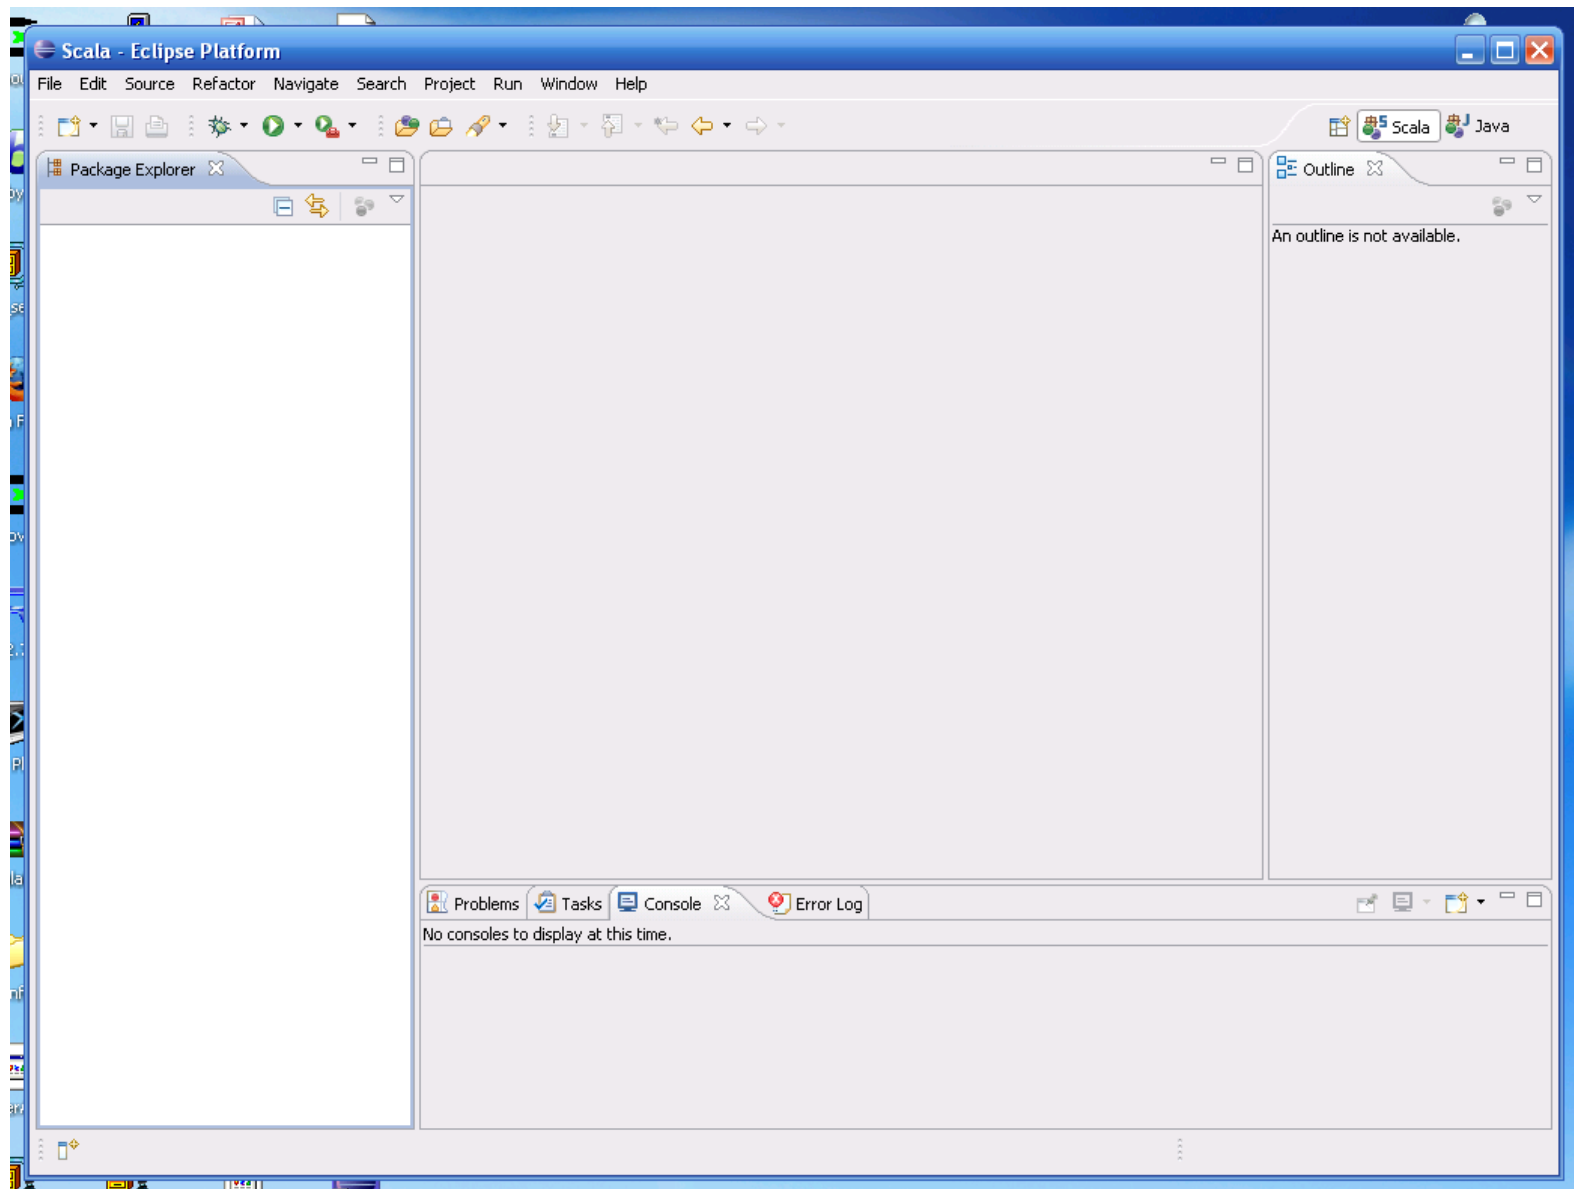 Scala - Eclipse Platform
File Edit Source Refactor Navigate Search Project Run Window Help
Scala Java
Package Explorer
Outline
An outline is not available.
Problems Tasks Console Error Log
No consoles to display at this time.